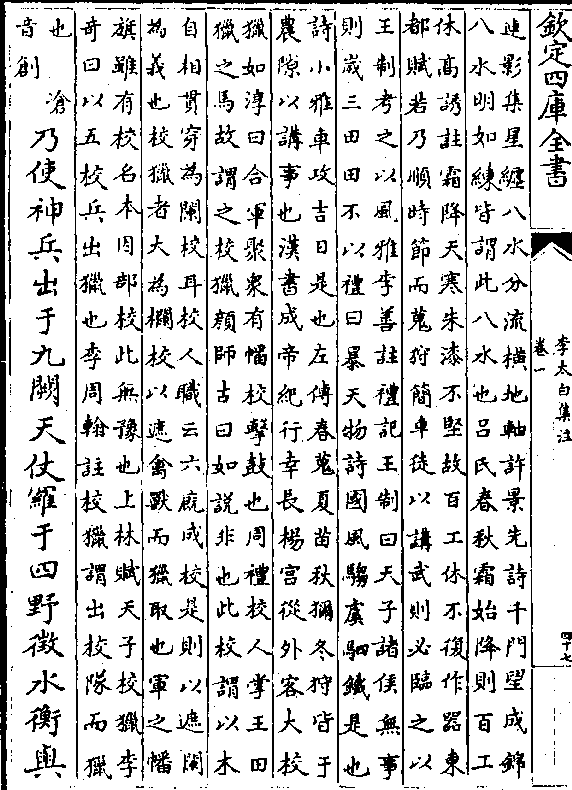 欽定四庫全書
李太白集注
卷一
四十七
連影集星纏八水分流横地軸許景先詩千門望成錦
八水明如練皆謂此八水也吕氏春秋霜始降則百工
休高誘註霜降天寒朱漆不堅故百工休不復作器東
都賦若乃順時節而蒐狩簡車徒以講武則必臨之以
王制考之以風雅李善註禮記王制曰天子諸侯無事
則歲三田田不以禮曰暴天物詩國風騶虞駟鐵是也
詩小雅車攻吉日是也左傳春蒐夏苗秋獮冬狩皆于
農隙以講事也漢書成帝紀行幸長楊宫從外客大校
獵如淳曰合軍聚衆有幡校擊鼓也周禮校人掌王田
獵之馬故謂之校獵顔師古曰如説非也此校謂以木
自相貫穿為闌校耳校人職云六廐成校是則以遮闌
為義也校獵者大為欄校以遮禽獸而獵取也軍之幡
旗雖有校名本因部校此無豫也上林賦天子校獵李
奇曰以五校兵出獵也李周翰註校獵謂出校隊而獵
也
音創
滄
乃使神兵出于九闕天仗羅于四野徵水衡與